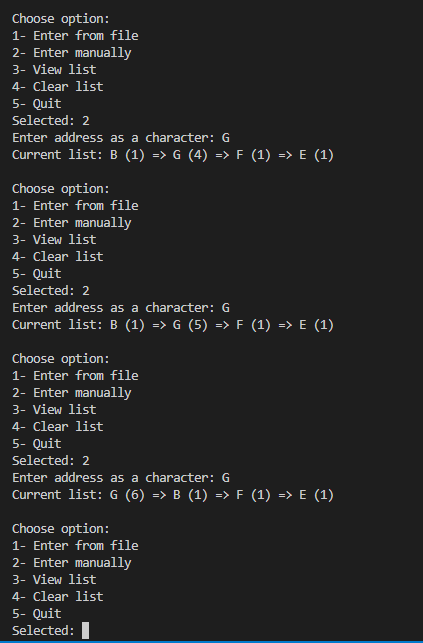 Choose option:
1- Enter from file
2- Enter manually
3- View list
4- Clear list
5- Quit
Selected: 2
Enter address as a character: G
Current list: B (1) => G (4) => F (1) => E (1)
Choose option:
1- Enter from file
2- Enter manually
3- View list
4- Clear list
5- Quit
Selected: 2
Enter address as a character: G
Current list: B (1) => G (5) => F (1) => E (1)
Choose option:
1- Enter from file
2- Enter manually
3- View list
4- Clear list
5- Quit
Selected: 2
Enter address as a character: G
Current list: G (6) => B (1) => F (1) => E (1)
Choose option:
1- Enter from file
2- Enter manually
3- View list
4- Clear list
5- Quit
Selected: